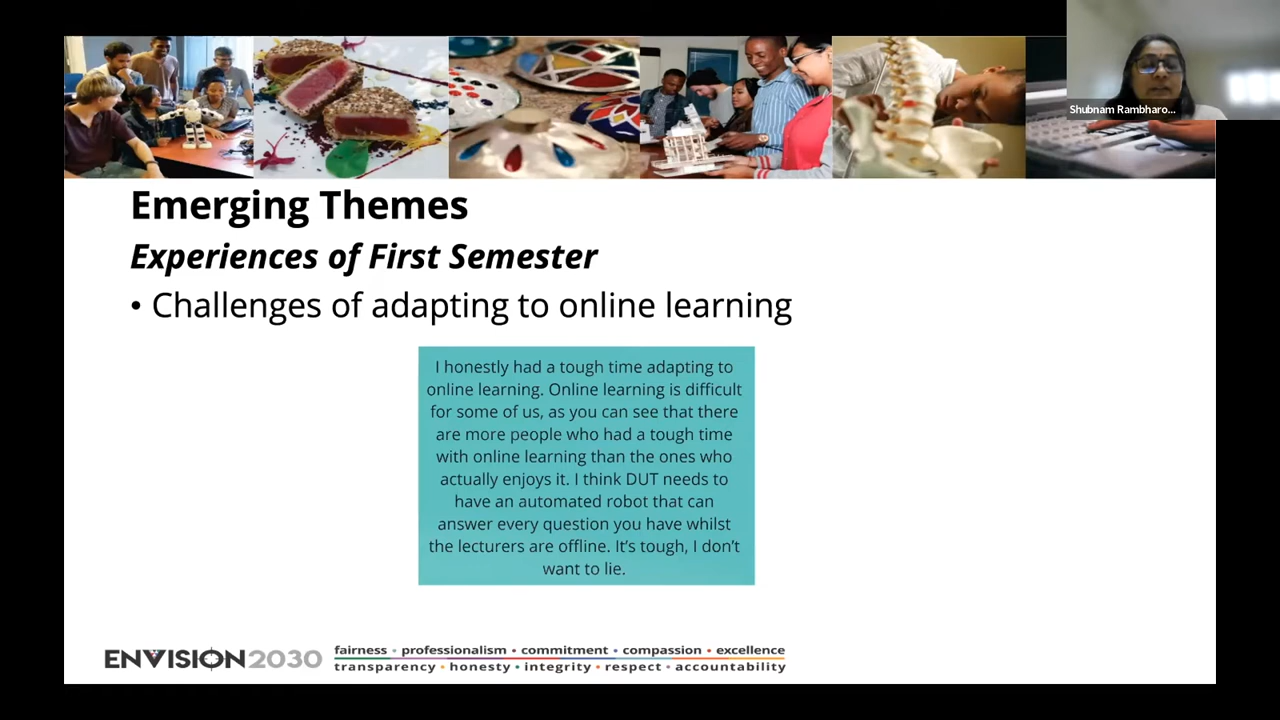 Shubnam Rambharo...
Emerging Themes
Experiences of First Semester
• Challenges of adapting to online learning
I honestly had a tough time adapting to
online learning. Online learning is difficult
for some of us, as you can see that there
are more people who had a tough time
with online learning than the ones who
actually enjoys it. I think DUT needs to
have an automated robot that can
answer every question you have whilst
the lecturers are offline. It's tough, I don't
want to lie.
ENVISION2030
fairness • professionalism • commitment • compassion • excellence
transparency • honesty • integrity • respect • accountability